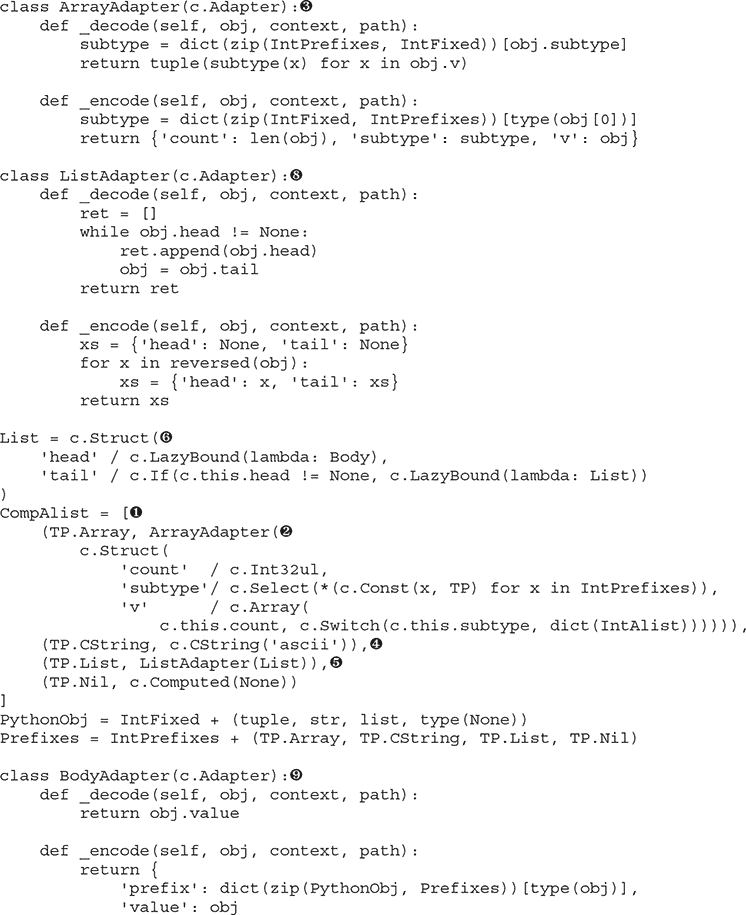 class ArrayAdapter(c.Adapter):❸
    def _decode(self, obj, context, path):
        subtype = dict(zip(IntPrefixes, IntFixed))[obj.subtype]
        return tuple(subtype(x) for x in obj.v)

    def _encode(self, obj, context, path):
        subtype = dict(zip(IntFixed, IntPrefixes))[type(obj[0])]
        return {'count': len(obj), 'subtype': subtype, 'v': obj}

class ListAdapter(c.Adapter):❽
    def _decode(self, obj, context, path):
        ret = []
        while obj.head != None:
            ret.append(obj.head)
            obj = obj.tail
        return ret

    def _encode(self, obj, context, path):
        xs = {'head': None, 'tail': None}
        for x in reversed(obj):
            xs = {'head': x, 'tail': xs}
        return xs

List = c.Struct(❻
    'head' / c.LazyBound(lambda: Body),
    'tail' / c.If(c.this.head != None, c.LazyBound(lambda: List))
)
CompAlist = [❶
    (TP.Array, ArrayAdapter(❷
        c.Struct(
            'count'  / c.Int32ul,
            'subtype'/ c.Select(*(c.Const(x, TP) for x in IntPrefixes)),
            'v'      / c.Array(
                c.this.count, c.Switch(c.this.subtype, dict(IntAlist)))))),
    (TP.CString, c.CString('ascii')),❹
    (TP.List, ListAdapter(List)),❺
    (TP.Nil, c.Computed(None))
]
PythonObj = IntFixed + (tuple, str, list, type(None))
Prefixes = IntPrefixes + (TP.Array, TP.CString, TP.List, TP.Nil)

class BodyAdapter(c.Adapter):❾
    def _decode(self, obj, context, path):
        return obj.value

    def _encode(self, obj, context, path):
        return {
            'prefix': dict(zip(PythonObj, Prefixes))[type(obj)],
            'value': obj